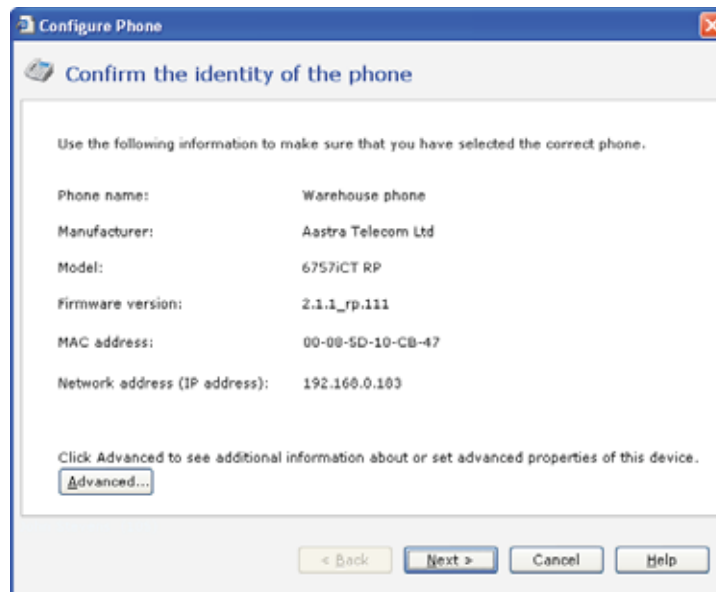 Configure Phone
Confirm the identity of the phone
Use the following information to make sure that you have selected the correct phone.
Phone name: Warehouse phone
Manufacturer: Aastra Telecom Ltd
Model: 6757iCT RP
Firmware version: 2.1.1_rp.111
MAC address: 00-08-5D-10-CB-47
Network address (IP address): 192.168.0.183
Click Advanced to see additional information about or set advanced properties of this device.
Advanced...
< Back Next > Cancel Help